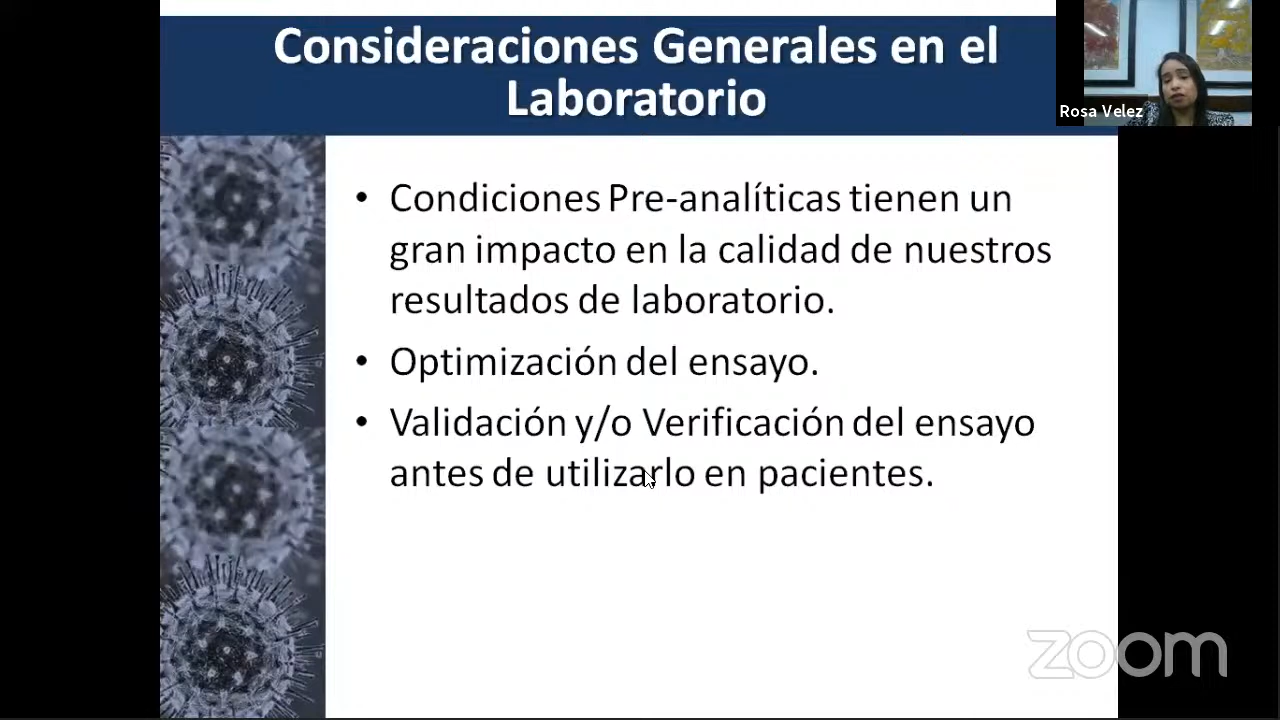 Consideraciones Generales en el
Laboratorio
Rosa Velez
• Condiciones Pre-analíticas tienen un
gran impacto en la calidad de nuestros
resultados de laboratorio.
• Optimización del ensayo.
• Validación y/o Verificación del ensayo
antes de utilizarlo en pacientes.
zoom